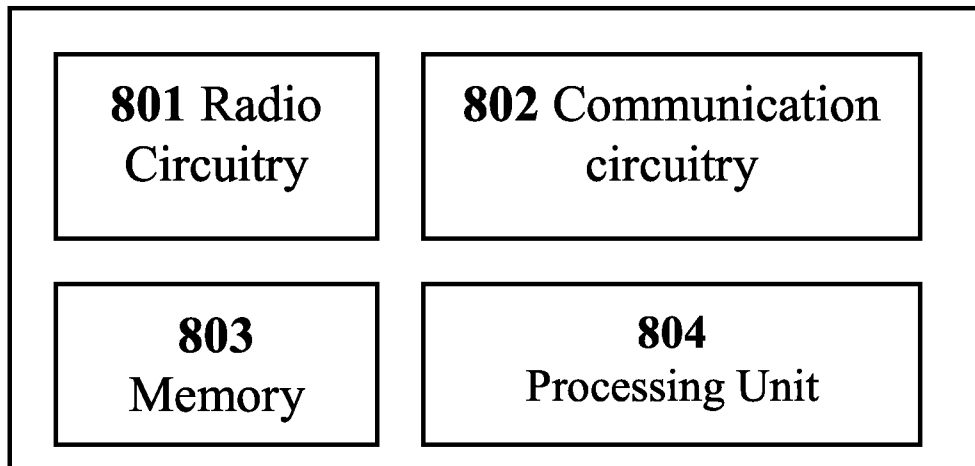 801 Radio
Circuitry
802 Communication
circuitry
803
Memory
804
Processing Unit